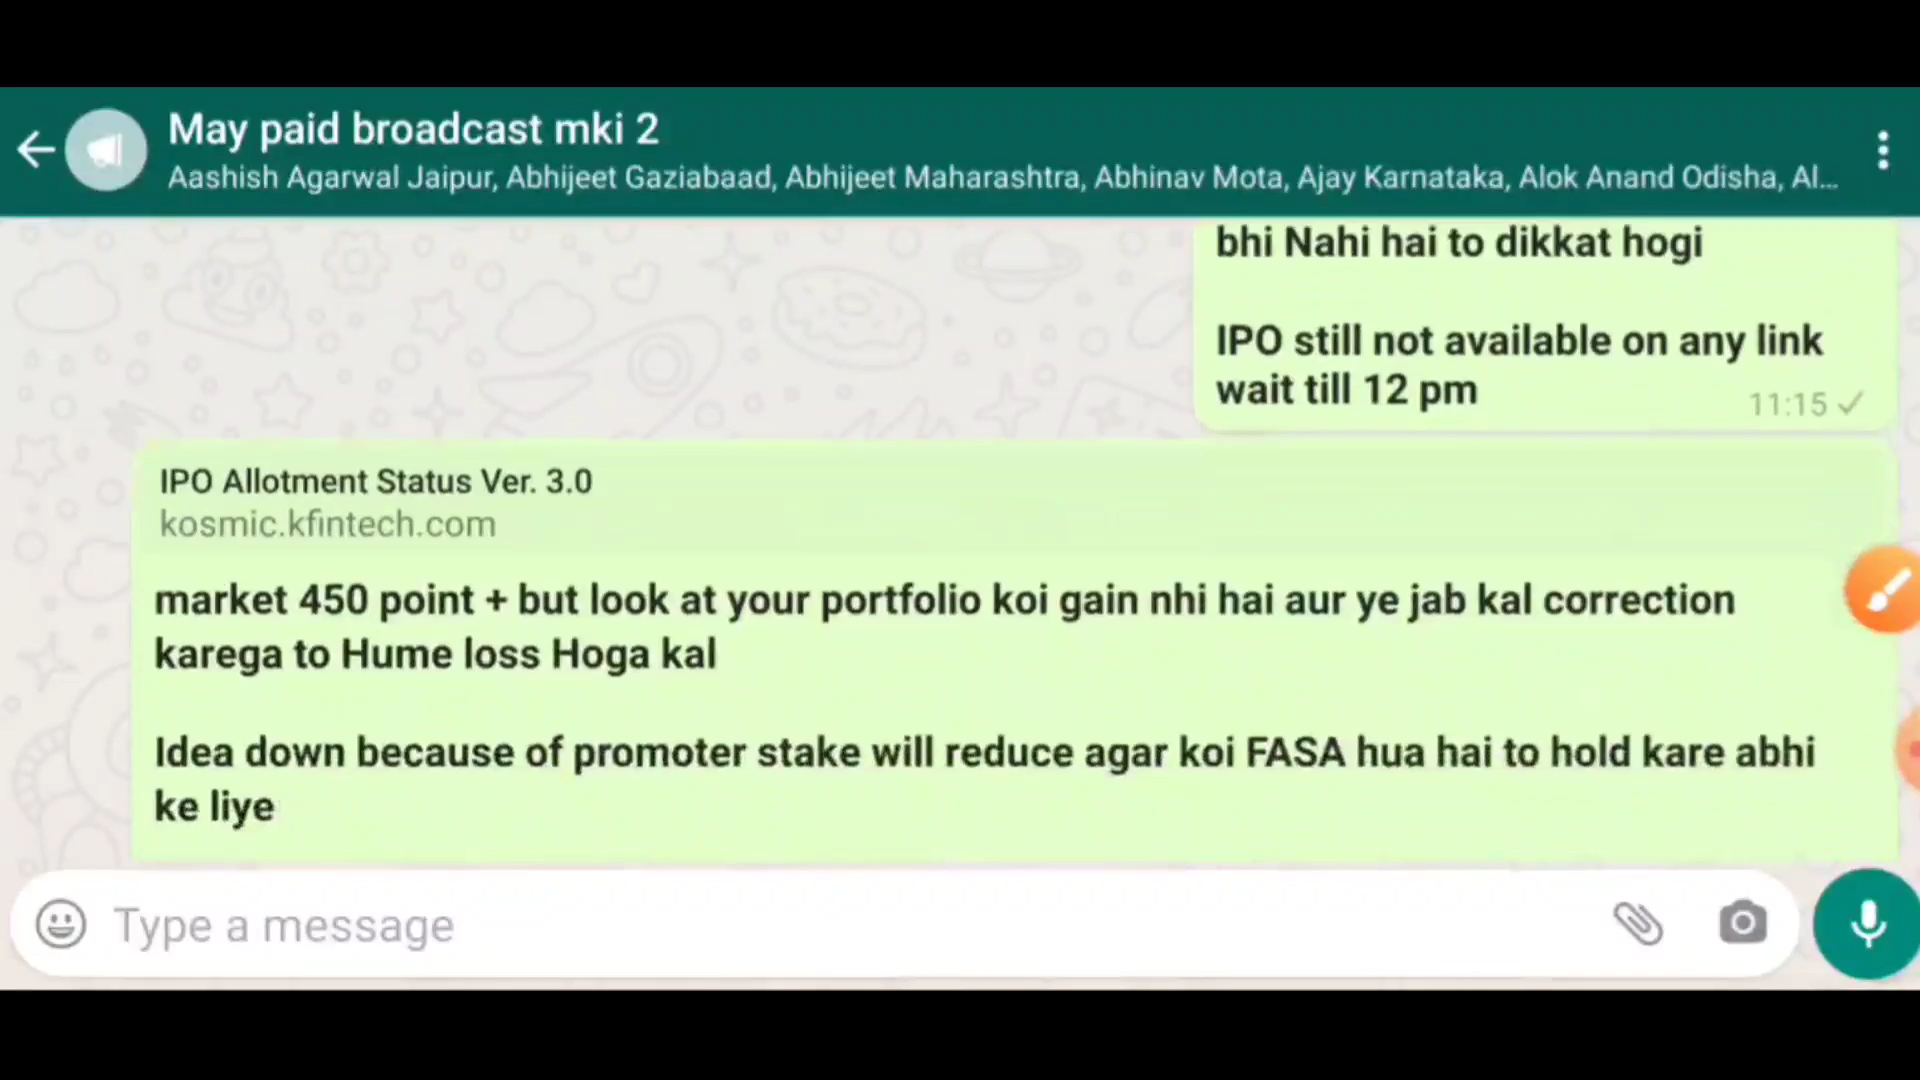 May paid broadcast mki 2
Aashish Agarwal Jaipur, Abhijeet Gaziabaad, Abhijeet Maharashtra, Abhinav Mota, Ajay Karnataka, Alok Anand Odisha, Al...
bhi Nahi hai to dikkat hogi
IPO still not available on any link
wait till 12 pm
11:15
IPO Allotment Status Ver. 3.0
kosmic.kfintech.com
market 450 point + but look at your portfolio koi gain nhi hai aur ye jab kal correction
karega to Hume loss Hoga kal
Idea down because of promoter stake will reduce agar koi FASA hua hai to hold kare abhi
ke liye
Type a message